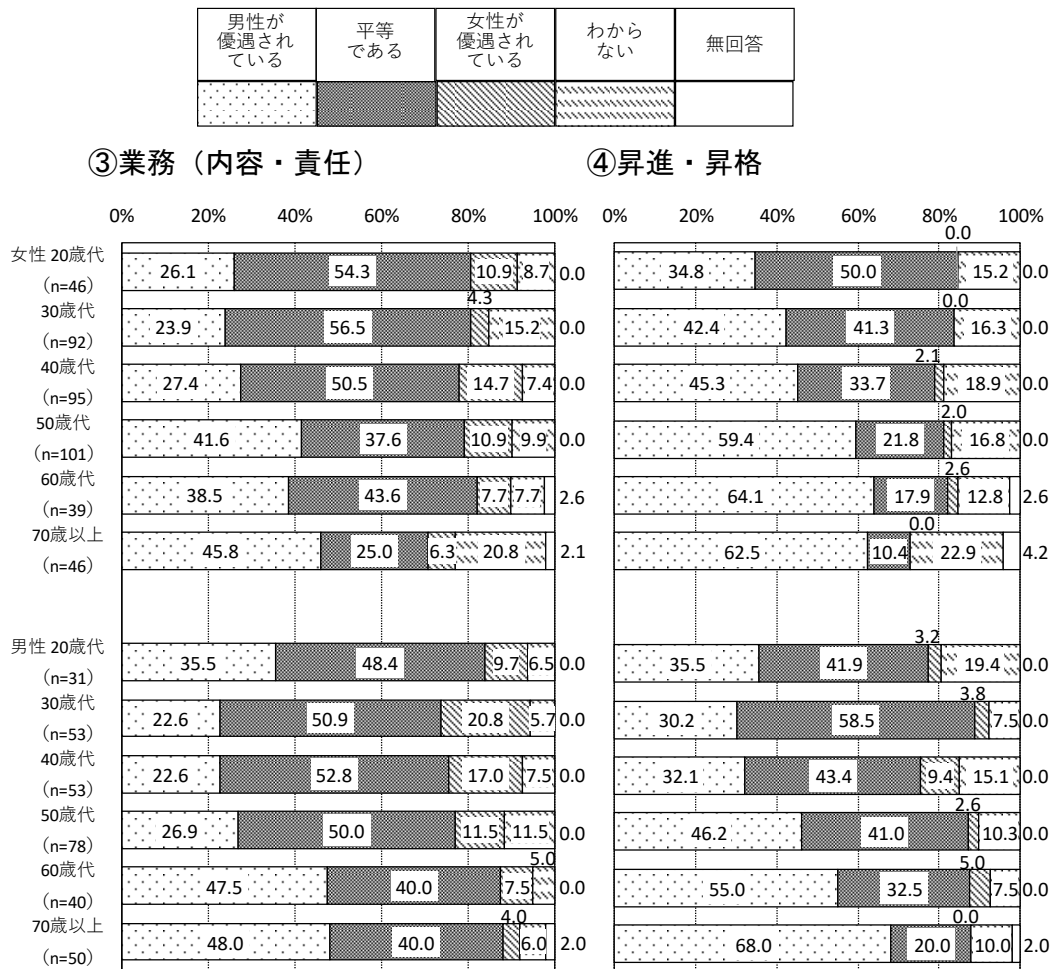 男性が
優遇され
ている
平等
である
女性が
優遇され
ている
わから
ない
無回答
③業務（内容・責任）
④昇進・昇格
0% 20% 40% 60% 80% 100%
0% 20% 40% 60% 80% 100%
女性 20歳代
（n=46）
26.1 54.3 10.9 8.7 0.0
34.8 50.0 0.0 15.2 0.0
30歳代
（n=92）
23.9 56.5 4.3 15.2 0.0
42.4 41.3 0.0 16.3 0.0
40歳代
（n=95）
27.4 50.5 14.7 7.4 0.0
45.3 33.7 2.1 18.9 0.0
50歳代
（n=101）
41.6 37.6 10.9 9.9 0.0
59.4 21.8 2.0 16.8 0.0
60歳代
（n=39）
38.5 43.6 7.7 7.7 2.6
64.1 17.9 2.6 12.8 2.6
70歳以上
（n=46）
45.8 25.0 6.3 20.8 2.1
62.5 10.4 0.0 22.9 4.2
男性 20歳代
（n=31）
35.5 48.4 9.7 6.5 0.0
35.5 41.9 3.2 19.4 0.0
30歳代
（n=53）
22.6 50.9 20.8 5.7 0.0
30.2 58.5 3.8 7.5 0.0
40歳代
（n=53）
22.6 52.8 17.0 7.5 0.0
32.1 43.4 9.4 15.1 0.0
50歳代
（n=78）
26.9 50.0 11.5 11.5 0.0
46.2 41.0 2.6 10.3 0.0
60歳代
（n=40）
47.5 40.0 7.5 5.0 0.0
55.0 32.5 5.0 7.5 0.0
70歳以上
（n=50）
48.0 40.0 4.0 6.0 2.0
68.0 20.0 0.0 10.0 2.0